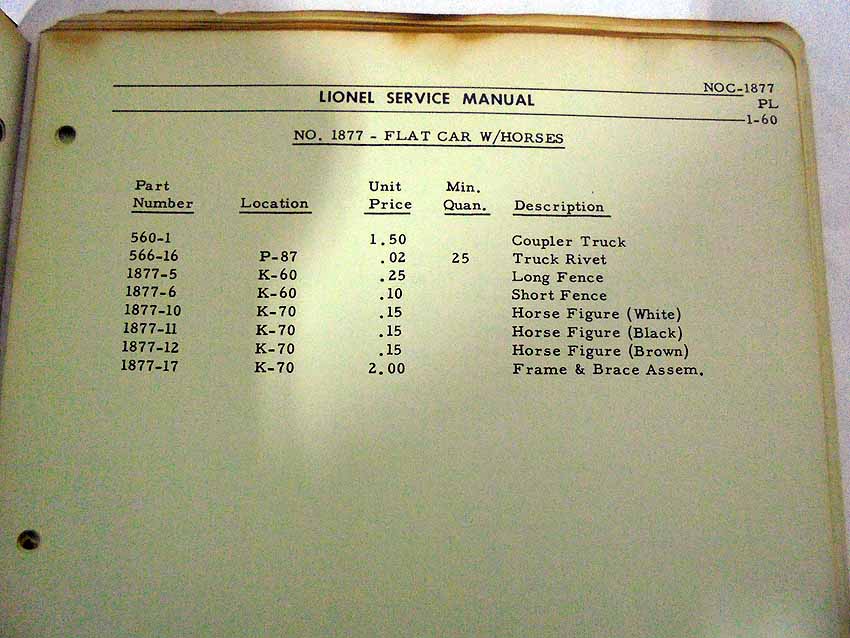 NOC-1877
LIONEL SERVICE MANUAL PL
1-60
NO. 1877 - FLAT CAR W/HORSES
Part Unit Min.
Number Location Price Quan. Description
560-1 1.50 Coupler Truck
566-16 P-87 .02 25 Truck Rivet
1877-5 K-60 .25 Long Fence
1877-6 K-60 .10 Short Fence
1877-10 K-70 .15 Horse Figure (White)
1877-11 K-70 .15 Horse Figure (Black)
1877-12 K-70 .15 Horse Figure (Brown)
1877-17 K-70 2.00 Frame & Brace Assem.